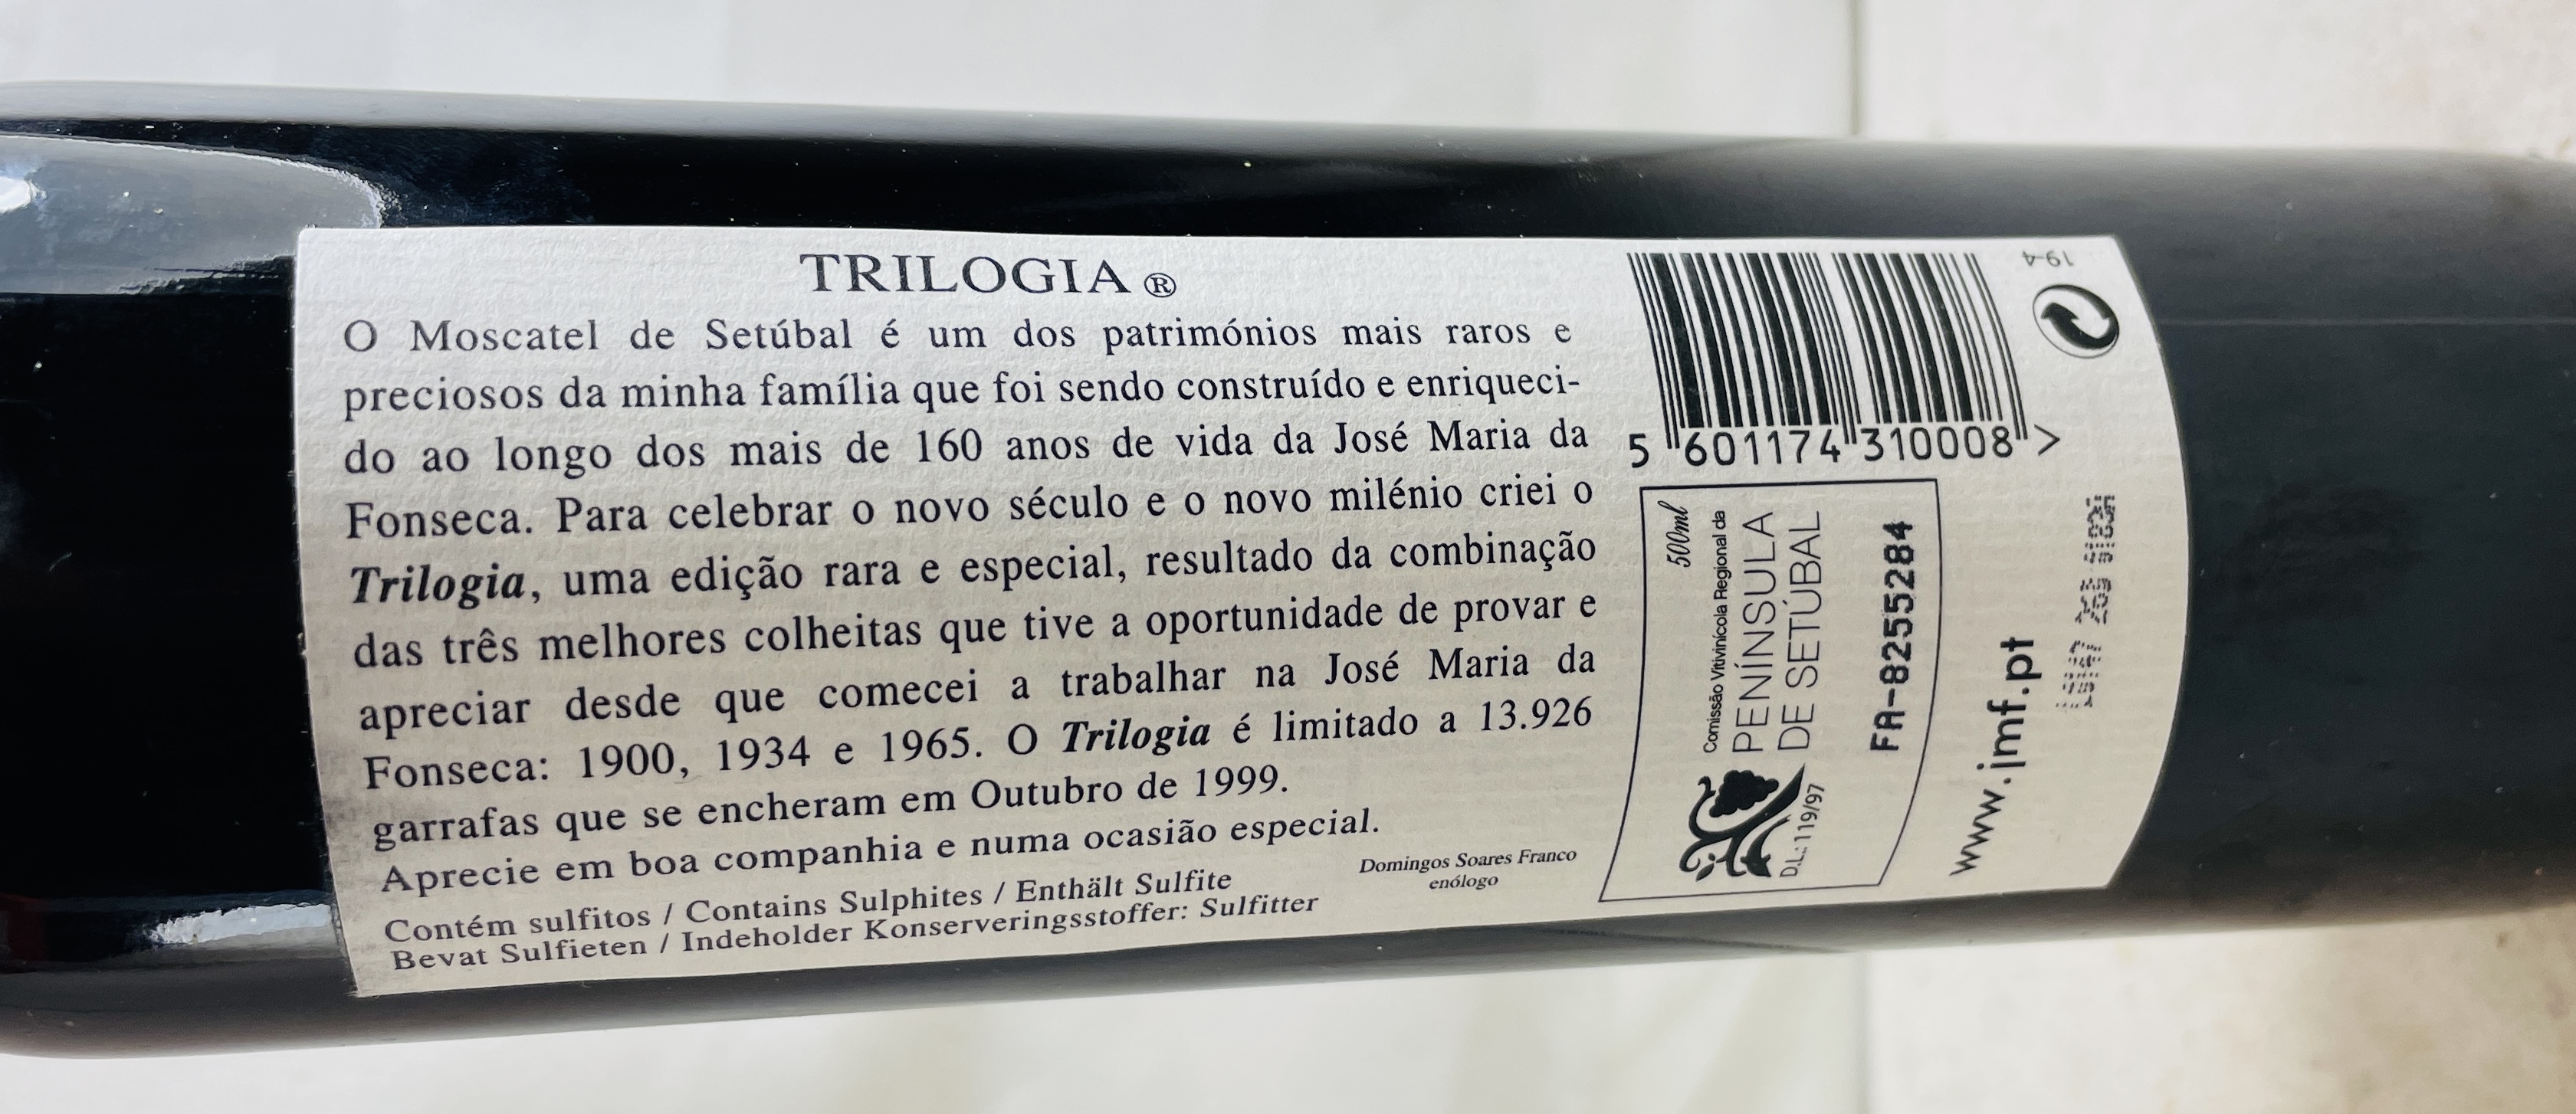 TRILOGIA ®
O Moscatel de Setúbal é um dos patrimónios mais raros e
preciosos da minha família que foi sendo construído e enriqueci-
do ao longo dos mais de 160 anos de vida da José Maria da
Fonseca. Para celebrar o novo século e o novo milénio criei o
Trilogia, uma edição rara e especial, resultado da combinação
das três melhores colheitas que tive a oportunidade de provar e
apreciar desde que comecei a trabalhar na José Maria da
Fonseca: 1900, 1934 e 1965. O Trilogia é limitado a 13.926
garrafas que se encheram em Outubro de 1999.
Aprecie em boa companhia e numa ocasião especial.
Domingos Soares Franco
enólogo
Contém sulfitos / Contains Sulphites / Enthält Sulfite
Bevat Sulfieten / Indeholder Konserveringsstoffer: Sulfitter
5 601174 310008 >
19-4
500ml
Comissão Vitivinícola Regional da
PENÍNSULA
DE SETÚBAL
D.L.: 119/97
FA-8255284
www.jmf.pt